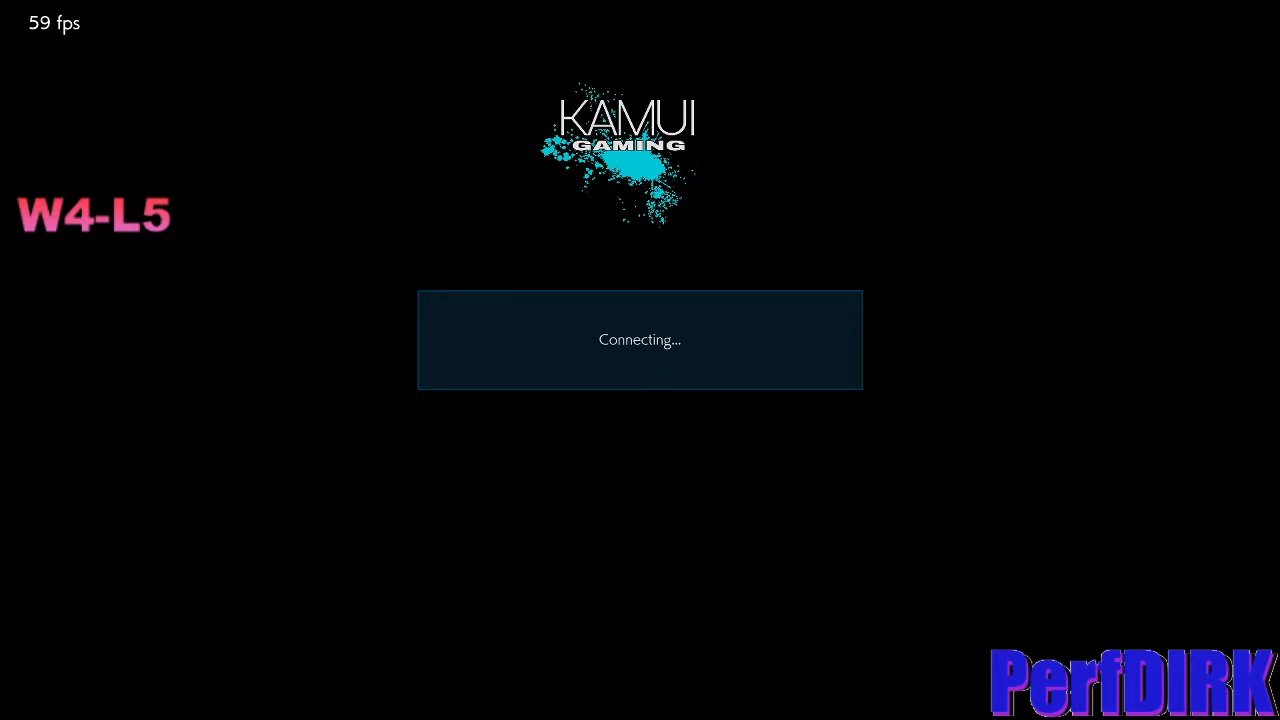 59 fps
KAMUI
GAMING
W4-L5
Connecting...
PerfDIRK